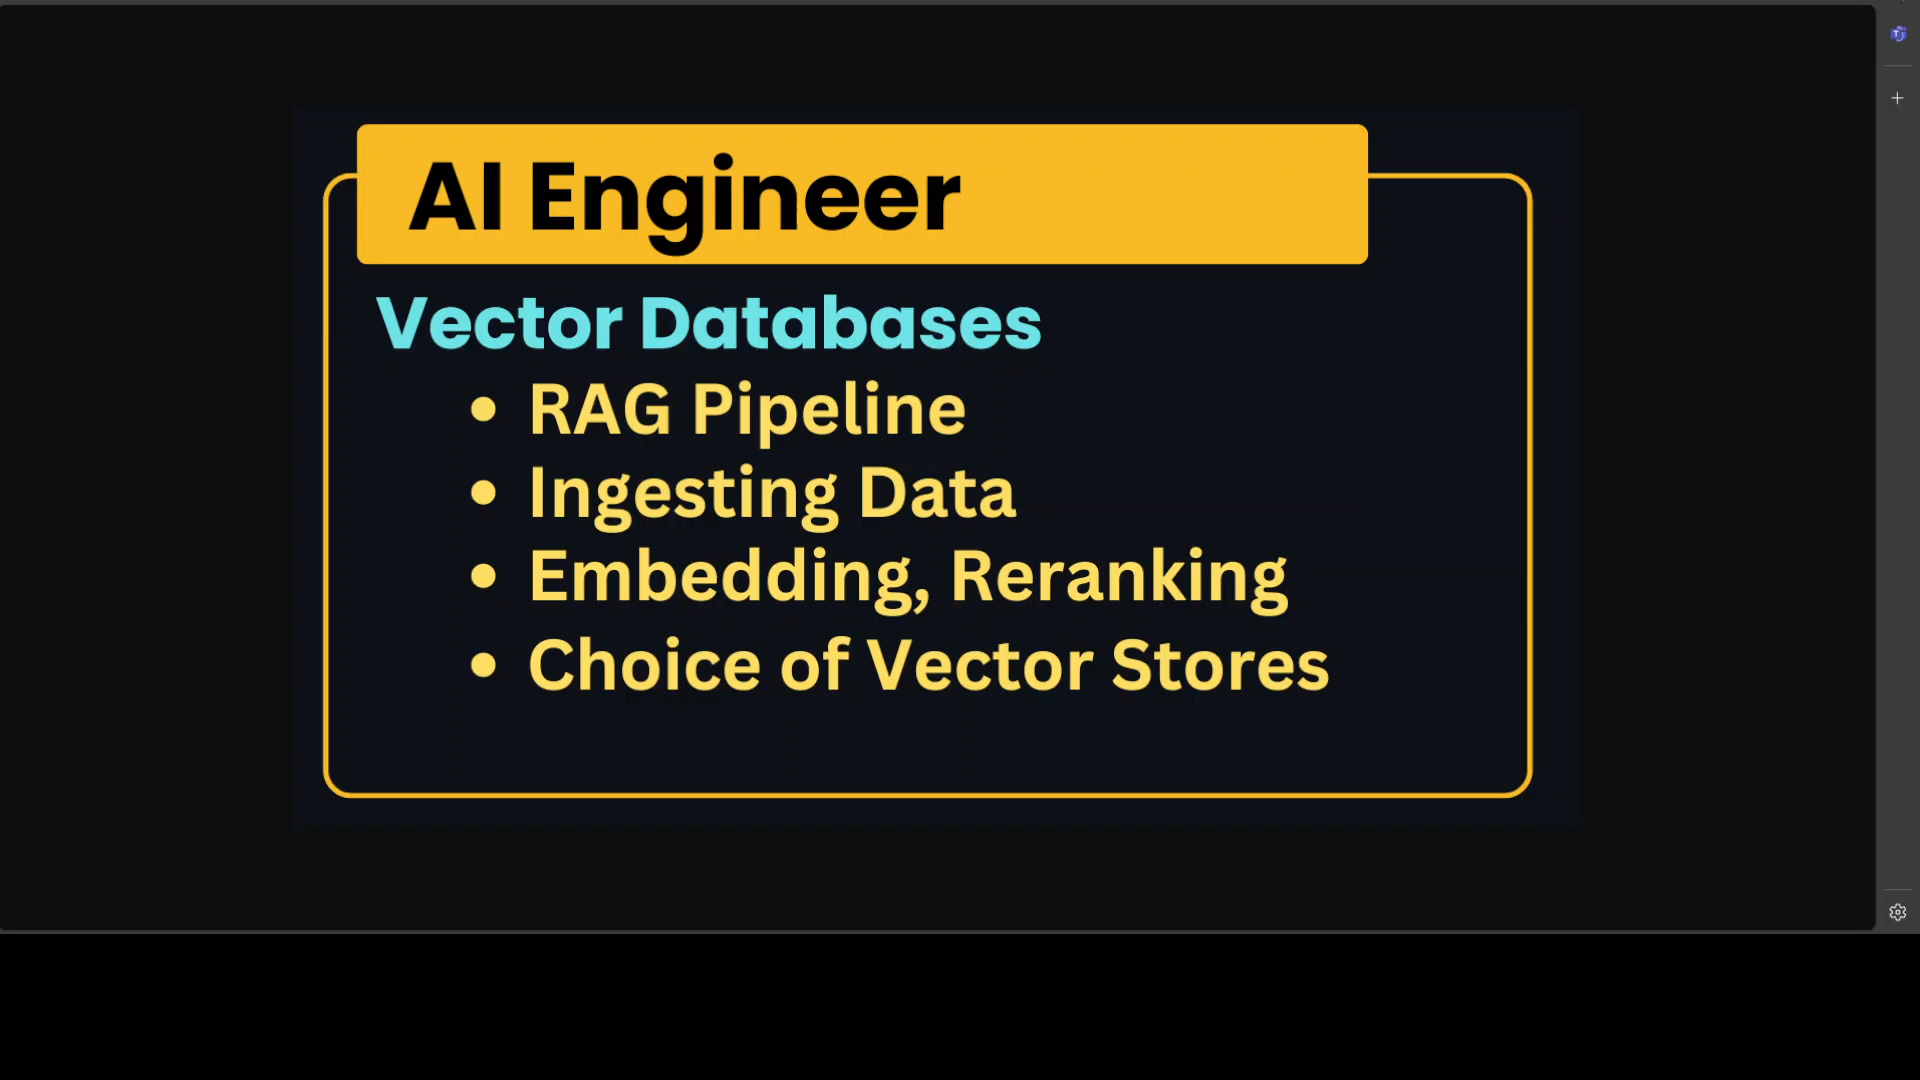 AI Engineer
Vector Databases
• RAG Pipeline
• Ingesting Data
• Embedding, Reranking
• Choice of Vector Stores